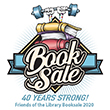 Book
Sale
40 YEARS STRONG!
Friends of the Library Booksale 2020